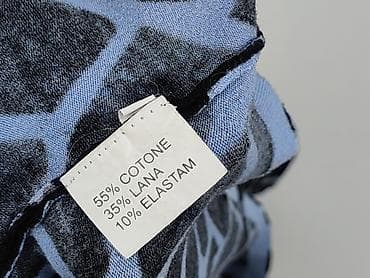 55% COTONE
35% LANA
10% ELASTAM